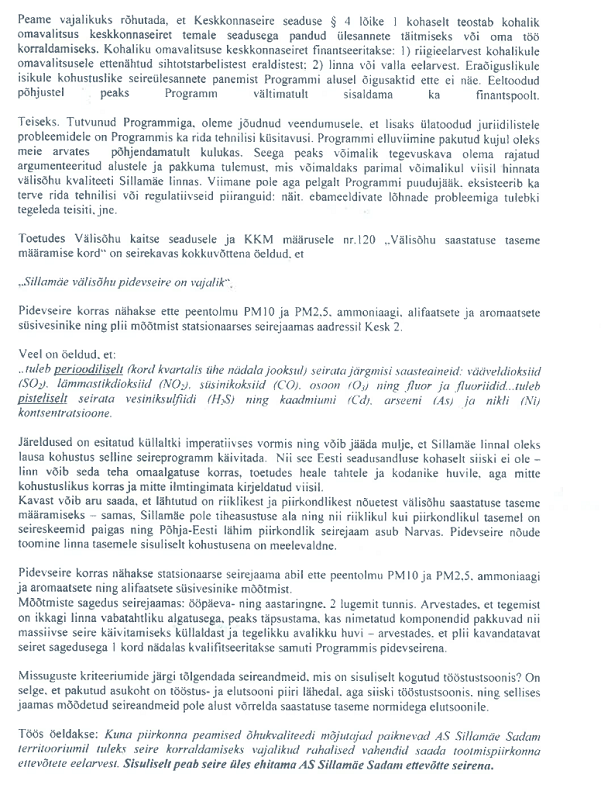 Peame vajalikuks rõhutada, et Keskkonnaseire seaduse § 4 lõike 1 kohaselt teostab kohalik
omavalitsus keskkonnaseiret temale seadusega pandud ülesannete täitmiseks või oma töö
korraldamiseks. Kohaliku omavalitsuse keskkonnaseiret finantseeritakse: 1) riigieelarvest kohalikule
omavalitsusele ettenähtud sihtotstarbelistest eraldistest; 2) linna või valla eelarvest. Eraõiguslikule
isikule kohustuslike seireülesannete panemist Programmi alusel õigusaktid ette ei näe. Eeltoodud
põhjustel peaks Programm vältimatult sisaldama ka finantspoolt.
Teiseks. Tutvunud Programmiga, oleme jõudnud veendumusele, et lisaks ülatoodud juriidilistele
probleemidele on Programmis ka rida tehnilisi küsitavusi. Programmi elluviimine pakutud kujul oleks
meie arvates põhjendamatult kulukas. Seega peaks võimalik tegevuskava olema rajatud
argumenteeritud alustele ja pakkuma tulemust, mis võimaldaks parimal võimalikul viisil hinnata
välisõhu kvaliteeti Sillamäe linnas. Viimane pole aga pelgalt Programmi puudujääk, eksisteerib ka
terve rida tehnilisi või regulatiivseid piiranguid: näit. ebameeldivate lõhnade probleemiga tulebki
tegeleda teisiti, jne.
Toetudes Välisõhu kaitse seadusele ja KKM määrusele nr.120 „Välisõhu saastatuse taseme
määramise kord“ on seirekavas kokkuvõttena öeldud, et
„Sillamäe välisõhu pidevseire on vajalik“.
Pidevseire korras nähakse ette peentolmu PM10 ja PM2,5, ammoniaagi, alifaatsete ja aromaatsete
süsivesinike ning plii mõõtmist statsionaarses seirejaamas aadressil Kesk 2.
Veel on öeldud, et:
„tuleb perioodiliselt (kord kvartalis ühe nädala jooksul) seirata järgmisi saasteaineid: vääveldioksiid
(SO₂), lämmastikdioksiid (NO₂), süsinikoksiid (CO), osoon (O₃) ning fluor ja fluoriidid...tuleb
pisteliselt seirata vesiniksulfiidi (H₂S) ning kaadmiumi (Cd), arseeni (As) ja nikli (Ni)
kontsentratsioone.
Järeldused on esitatud küllaltki imperatiivses vormis ning võib jääda mulje, et Sillamäe linnal oleks
lausa kohustus selline seireprogramm käivitada. Nii see Eesti seadusandluse kohaselt siiski ei ole –
linn võib seda teha omaalgatuse korras, toetudes heale tahtele ja kodanike huvile, aga mitte
kohustuslikus korras ja mitte ilmtingimata kirjeldatud viisil.
Kavast võib aru saada, et lähtutud on riiklikest ja piirkondlikest nõuetest välisõhu saastatuse taseme
määramiseks – samas, Sillamäe pole tiheasustuse ala ning nii riiklikul kui piirkondlikul tasemel on
seireskeemid paigas ning Põhja-Eesti lähim piirkondlik seirejaam asub Narvas. Pidevseire nõude
toomine linna tasemele sisuliselt kohustusena on meelevaldne.
Pidevseire korras nähakse statsionaarse seirejaama abil ette peentolmu PM10 ja PM2,5, ammoniaagi
ja aromaatsete ning alifaatsete süsivesinike mõõtmist.
Mõõtmiste sagedus seirejaamas: ööpäeva- ning aastaringne, 2 lugemit tunnis. Arvestades, et tegemist
on ikkagi linna vabatahtliku algatusega, peaks täpsustama, kas nimetatud komponendid pakkuvad nii
massiivse seire käivitamiseks küllaldast ja tegelikku avalikku huvi – arvestades, et plii kavandatavat
seiret sagedusega 1 kord nädalas kvalifitseeritakse samuti Programmis pidevseirena.
Missuguste kriteeriumide järgi tõlgendada seireandmeid, mis on sisuliselt kogutud tööstustsoonis? On
selge, et pakutud asukoht on tööstus- ja elutsooni piiri lähedal, aga siiski tööstustsoonis, ning sellises
jaamas mõõdetud seireandmeid pole alust võrrelda saastatuse taseme normidega elutsoonile.
Töös öeldakse: Kuna piirkonna peamised õhukvaliteedi mõjutajad paiknevad AS Sillamäe Sadam
territooriumil tuleks seire korraldamiseks vajalikud rahalised vahendid saada tootmispiirkonna
ettevõtete eelarvest. Sisuliselt peab seire üles ehitama AS Sillamäe Sadam ettevõtte seirena.